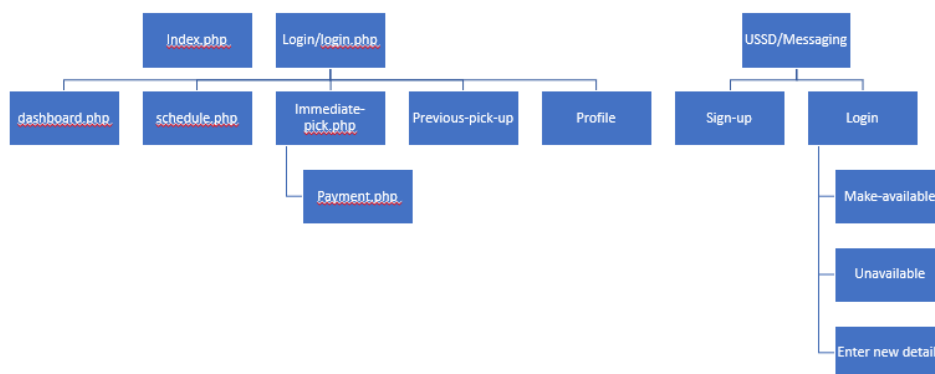 Index.php
Login/login.php
USSD/Messaging
dashboard.php
schedule.php
Immediate-
pick.php
Previous-pick-up
Profile
Sign-up
Login
Payment.php
Make-available
Unavailable
Enter new detail